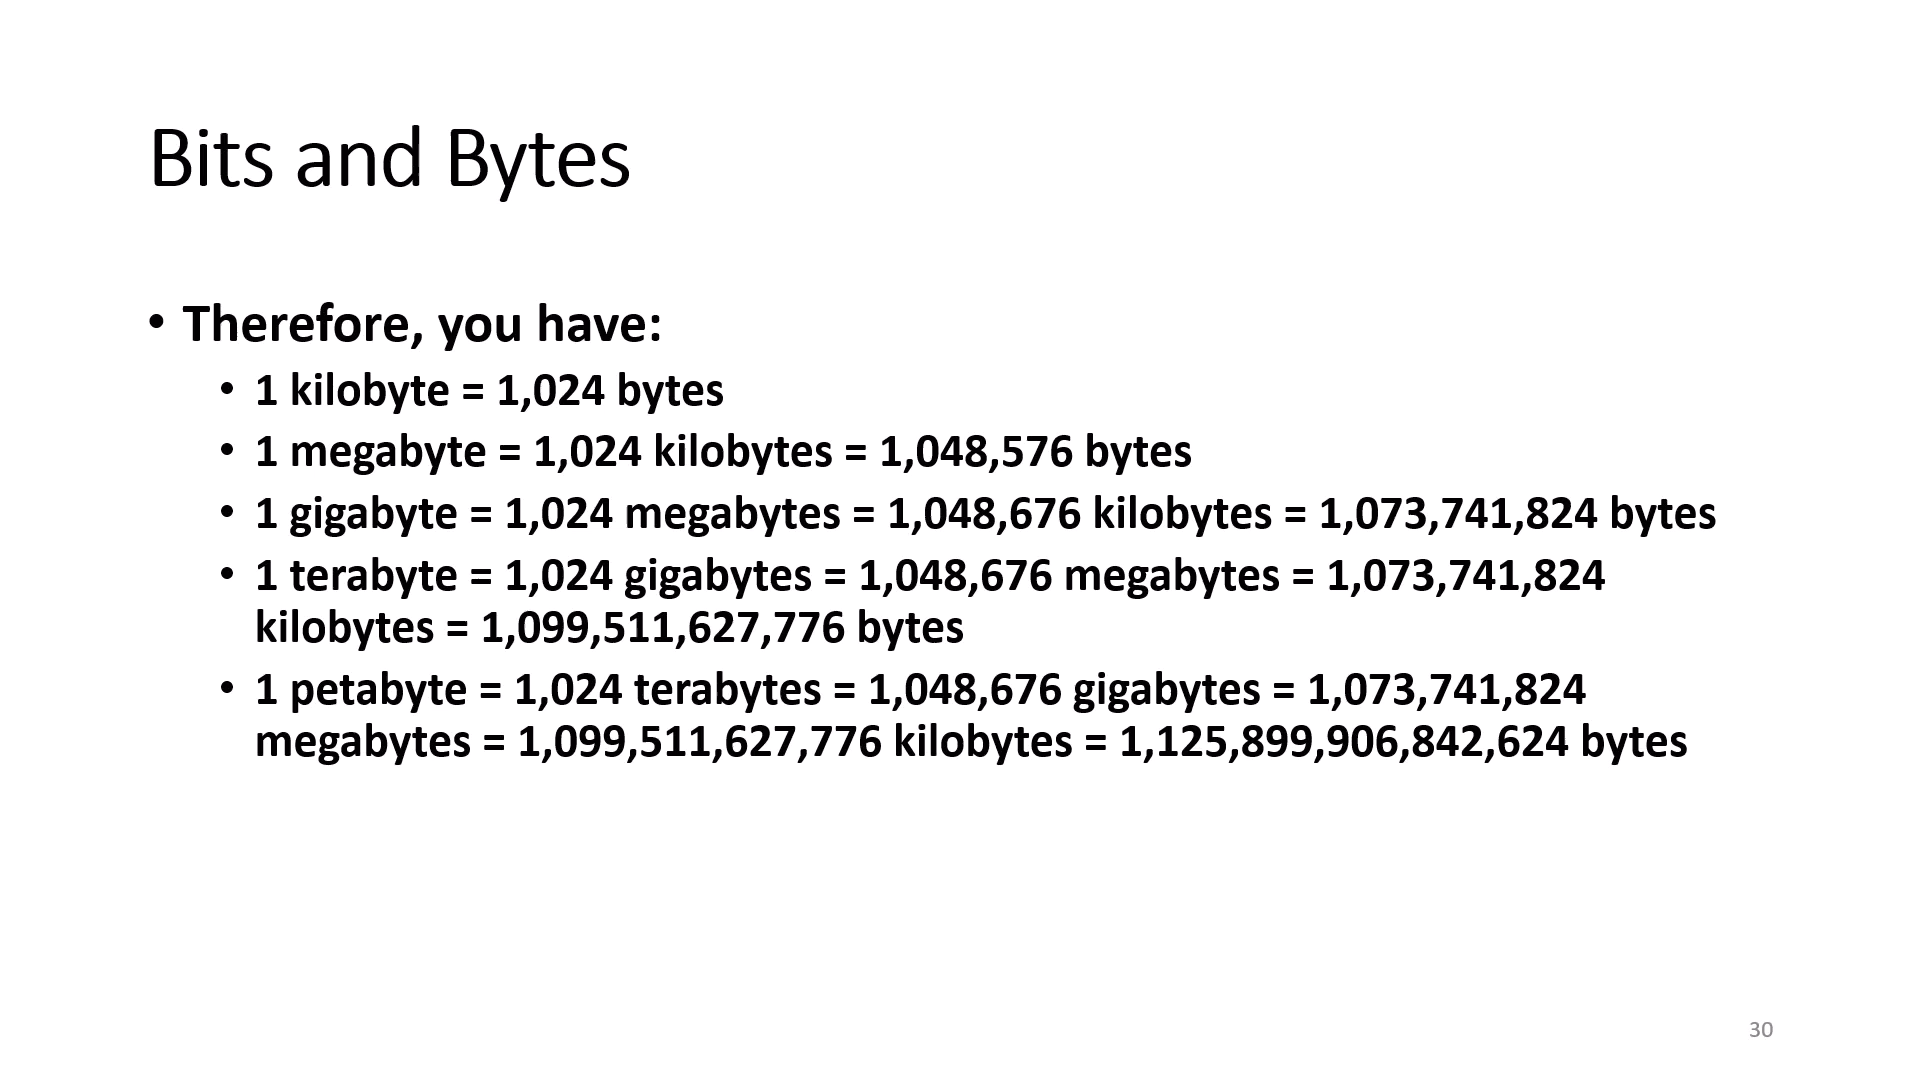 Bits and Bytes
• Therefore, you have:
• 1 kilobyte = 1,024 bytes
• 1 megabyte = 1,024 kilobytes = 1,048,576 bytes
• 1 gigabyte = 1,024 megabytes = 1,048,676 kilobytes = 1,073,741,824 bytes
• 1 terabyte = 1,024 gigabytes = 1,048,676 megabytes = 1,073,741,824
kilobytes = 1,099,511,627,776 bytes
• 1 petabyte = 1,024 terabytes = 1,048,676 gigabytes = 1,073,741,824
megabytes = 1,099,511,627,776 kilobytes = 1,125,899,906,842,624 bytes
30